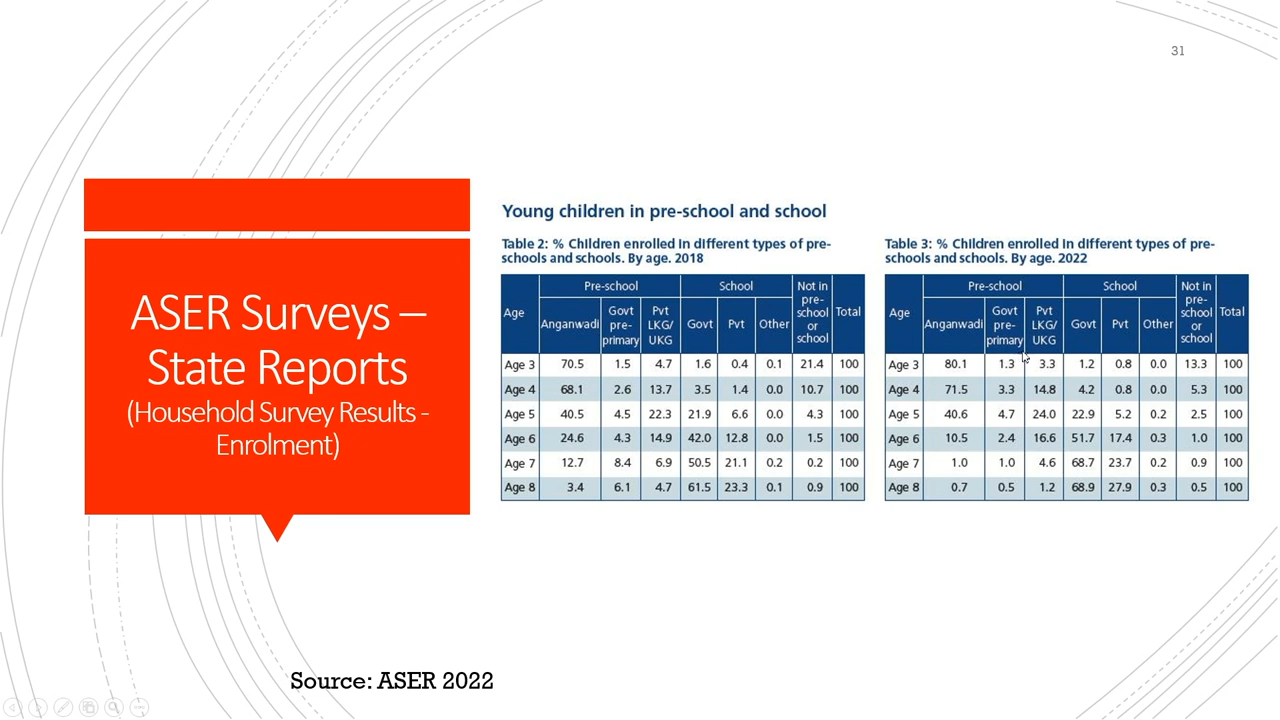 31
ASER Surveys –
State Reports
(Household Survey Results -
Enrolment)
Young children in pre-school and school
Table 2: % Children enrolled in different types of pre-
schools and schools. By age. 2018
Age Pre-school School Not in pre-school or school Total
Anganwadi Govt pre-primary Pvt LKG/UKG Govt Pvt Other
Age 3 70.5 1.5 4.7 1.6 0.4 0.1 21.4 100
Age 4 68.1 2.6 13.7 3.5 1.4 0.0 10.7 100
Age 5 40.5 4.5 22.3 21.9 6.6 0.0 4.3 100
Age 6 24.6 4.3 14.9 42.0 12.8 0.0 1.5 100
Age 7 12.7 8.4 6.9 50.5 21.1 0.2 0.2 100
Age 8 3.4 6.1 4.7 61.5 23.3 0.1 0.9 100
Table 3: % Children enrolled in different types of pre-
schools and schools. By age. 2022
Age Pre-school School Not in pre-school or school Total
Anganwadi Govt pre-primary Pvt LKG/UKG Govt Pvt Other
Age 3 80.1 1.3 3.3 1.2 0.8 0.0 13.3 100
Age 4 71.5 3.3 14.8 4.2 0.8 0.0 5.3 100
Age 5 40.6 4.7 24.0 22.9 5.2 0.2 2.5 100
Age 6 10.5 2.4 16.6 51.7 17.4 0.3 1.0 100
Age 7 1.0 1.0 4.6 68.7 23.7 0.2 0.9 100
Age 8 0.7 0.5 1.2 68.9 27.9 0.3 0.5 100
Source: ASER 2022